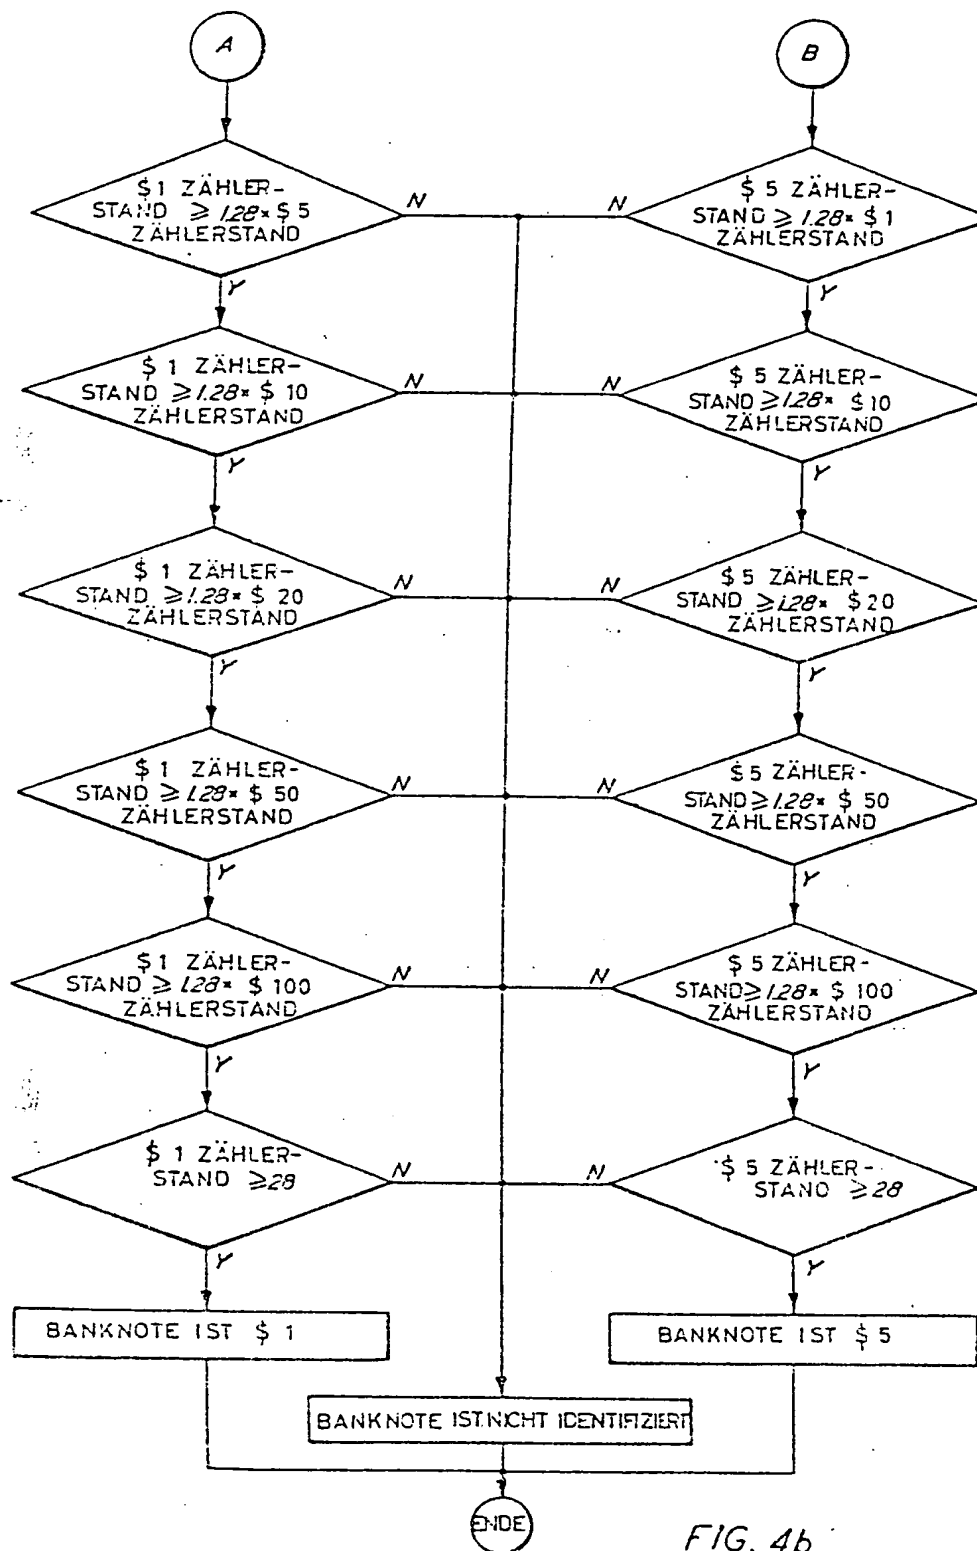 A
B
$1 ZÄHLER-
STAND ≥ 1.28* $5
ZÄHLERSTAND
N
Y
N
$5 ZÄHLER-
STAND ≥ 1.28* $1
ZÄHLERSTAND
Y
$1 ZÄHLER-
STAND ≥ 1.28* $10
ZÄHLERSTAND
N
Y
N
$5 ZÄHLER-
STAND ≥ 1.28* $10
ZÄHLERSTAND
Y
$1 ZÄHLER-
STAND ≥ 1.28* $20
ZÄHLERSTAND
N
Y
N
$5 ZÄHLER-
STAND ≥ 1.28* $20
ZÄHLERSTAND
Y
$1 ZÄHLER-
STAND ≥ 1.28* $50
ZÄHLERSTAND
N
Y
N
$5 ZÄHLER-
STAND ≥ 1.28* $50
ZÄHLERSTAND
Y
$1 ZÄHLER-
STAND ≥ 1.28* $100
ZÄHLERSTAND
N
Y
N
$5 ZÄHLER-
STAND ≥ 1.28* $100
ZÄHLERSTAND
Y
$1 ZÄHLER-
STAND ≥28
N
Y
N
$5 ZÄHLER-
STAND ≥28
Y
BANKNOTE IST $1
BANKNOTE IST $5
BANKNOTE IST NICHT IDENTIFIZIERT
ENDE
FIG. 4b